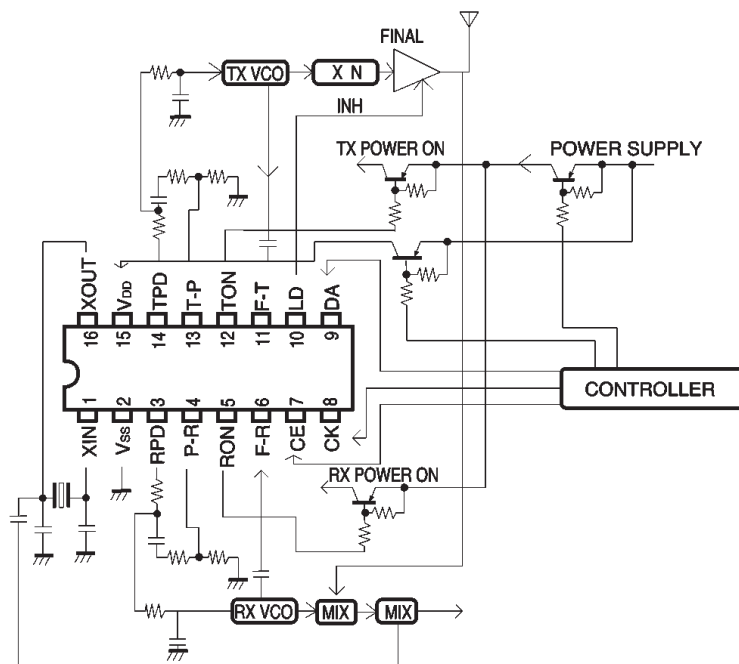 FINAL
TX VCO
X N
INH
TX POWER ON
POWER SUPPLY
XOUT
VDD
TPD
T-P
TON
F-T
LD
DA
16
15
14
13
12
11
10
9
CONTROLLER
1
2
3
4
5
6
7
8
XIN
VSS
RPD
P-R
RON
F-R
CE
CK
RX POWER ON
RX VCO
MIX
MIX